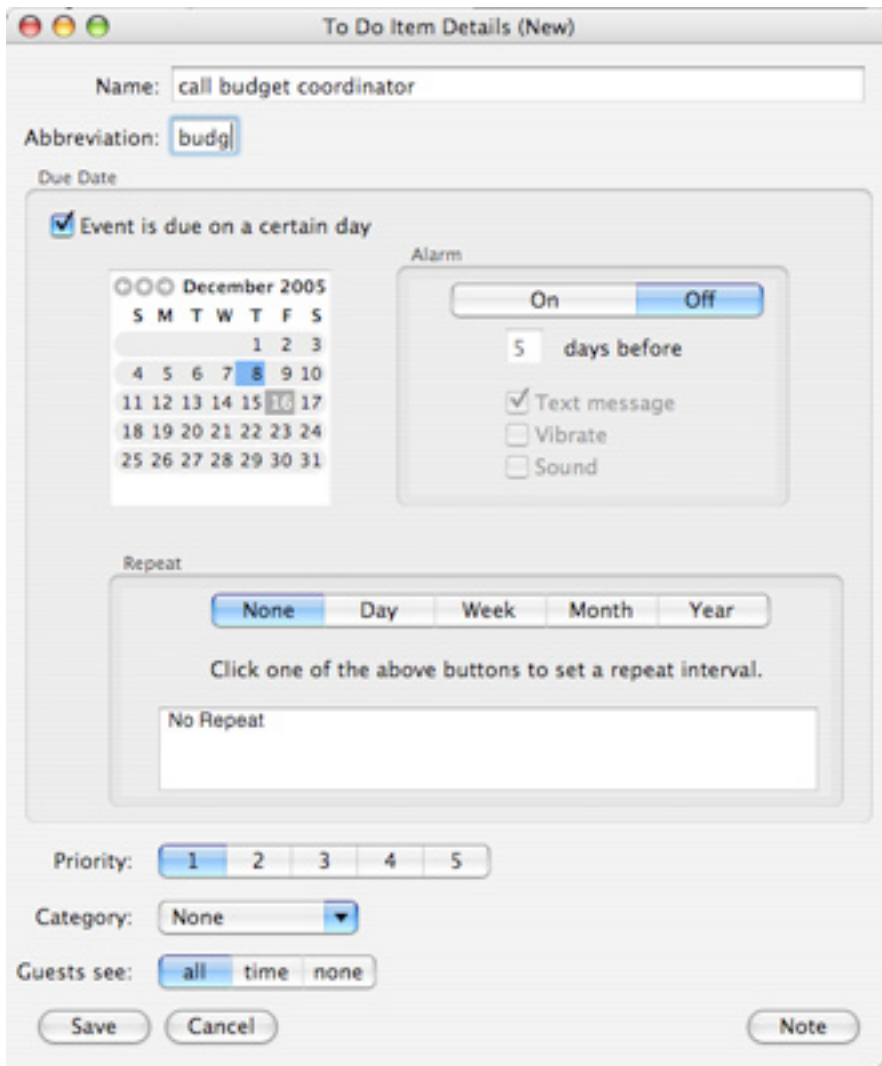 To Do Item Details (New)
Name: call budget coordinator
Abbreviation: budg
Due Date
Event is due on a certain day
Alarm
December 2005
S M T W T F S
1 2 3
4 5 6 7 8 9 10
11 12 13 14 15 16 17
18 19 20 21 22 23 24
25 26 27 28 29 30 31
On Off
5 days before
Text message
Vibrate
Sound
Repeat
None Day Week Month Year
Click one of the above buttons to set a repeat interval.
No Repeat
Priority: 1 2 3 4 5
Category: None
Guests see: all time none
Save Cancel Note